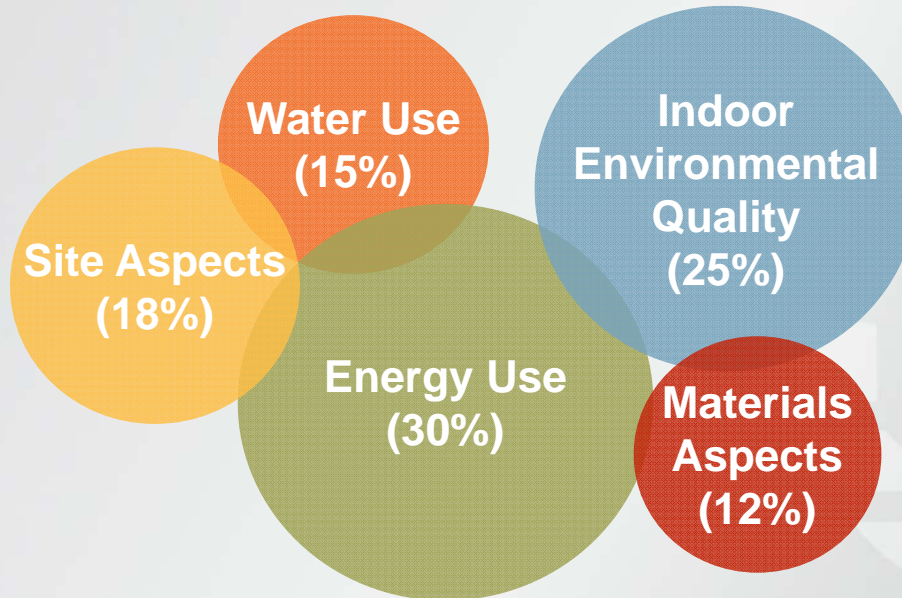 Water Use
(15%)
Indoor
Environmental
Quality
(25%)
Site Aspects
(18%)
Energy Use
(30%)
Materials
Aspects
(12%)